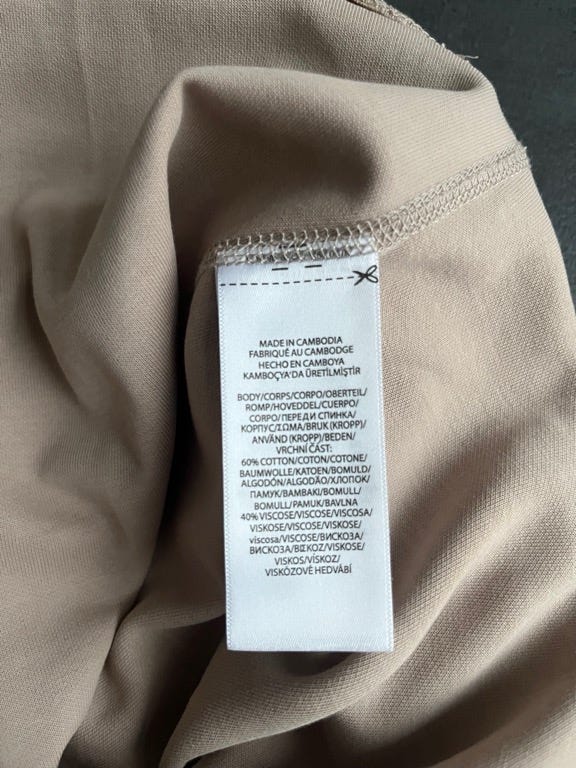 MADE IN CAMBODIA
FABRIQUÉ AU CAMBODGE
HECHO EN CAMBOYA
KAMBOÇYA'DA ÜRETİLMİŞTİR
BODY/CORPS/CORPO/OBERTEIL/
ROMP/HOVEDDEL/CUERPO/
CORPO/ПЕРЕД И СПИНКА/
КОРПУС/ΣΩΜΑ/BRUK (KROPP)/
ANVÄND (KROPP)/BEDEN/
VRCHNÍ ČÁST:
60% COTTON/COTON/COTONE/
BAUMWOLLE/KATOEN/BOMULD/
ALGODÓN/ALGODÃO/ХЛОПОК/
ПАМУК/ΒΑΜΒΑΚΙ/BOMULL/
BOMULL/PAMUK/BAVLNA
40% VISCOSE/VISCOSE/VISCOSA/
VISKOSE/VISCOSE/VISKOSE/
viscosa/VISCOSE/ВИСКОЗА/
ВИСКОЗА/ΒΙΣΚΟΖ/VISKOSE/
VISKOS/VİSKOZ/
VISKÓZOVÉ HEDVÁBÍ